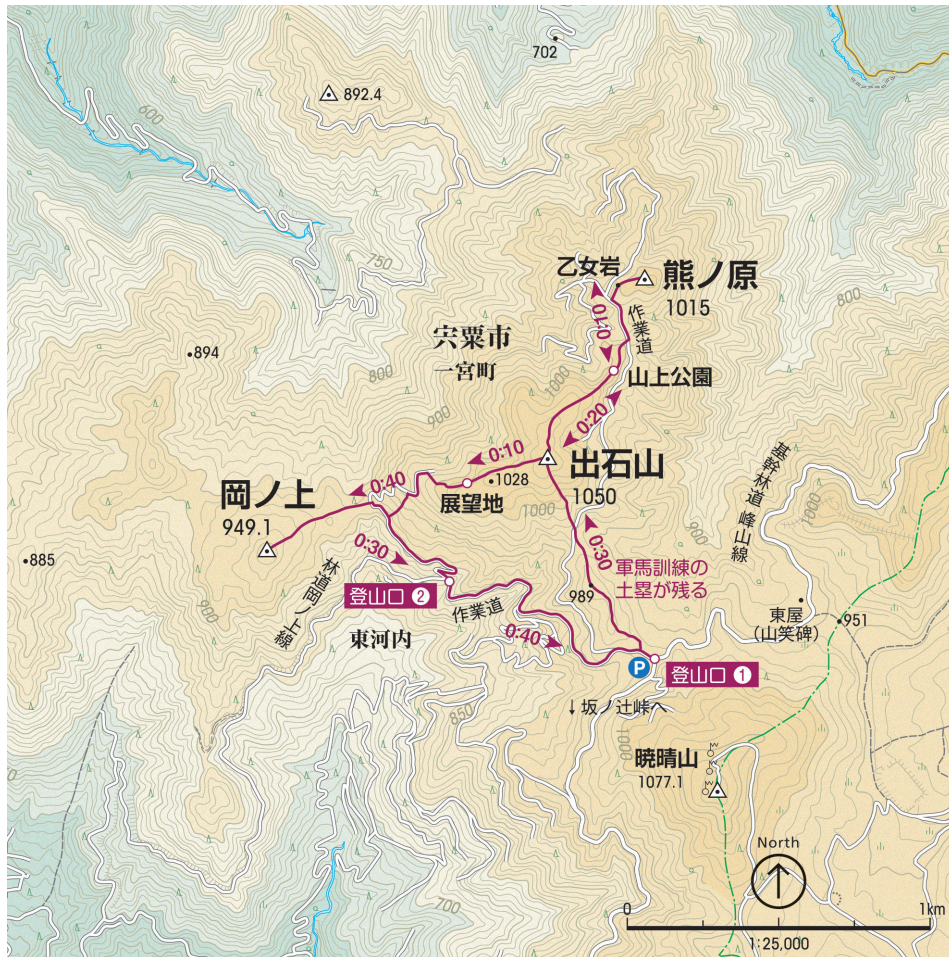 702
892.4
600
750
乙女岩
熊ノ原
1015
作業道
0:10
800
宍粟市
一宮町
894
800
1000
山上公園
900
0:20
0:10
出石山
1050
基幹林道 峰山線
1000
岡ノ上
949.1
0:40
展望地
1028
1000
900
0:30
885
0:30
軍馬訓練の
土塁が残る
900
林道岡ノ上線
登山口 ❷
作業道
989
東屋
(山笑碑)
951
東河内
0:40
P
登山口 ❶
850
↓坂ノ辻峠へ
1000
暁晴山
1077.1
North
700
0
1km
1:25,000